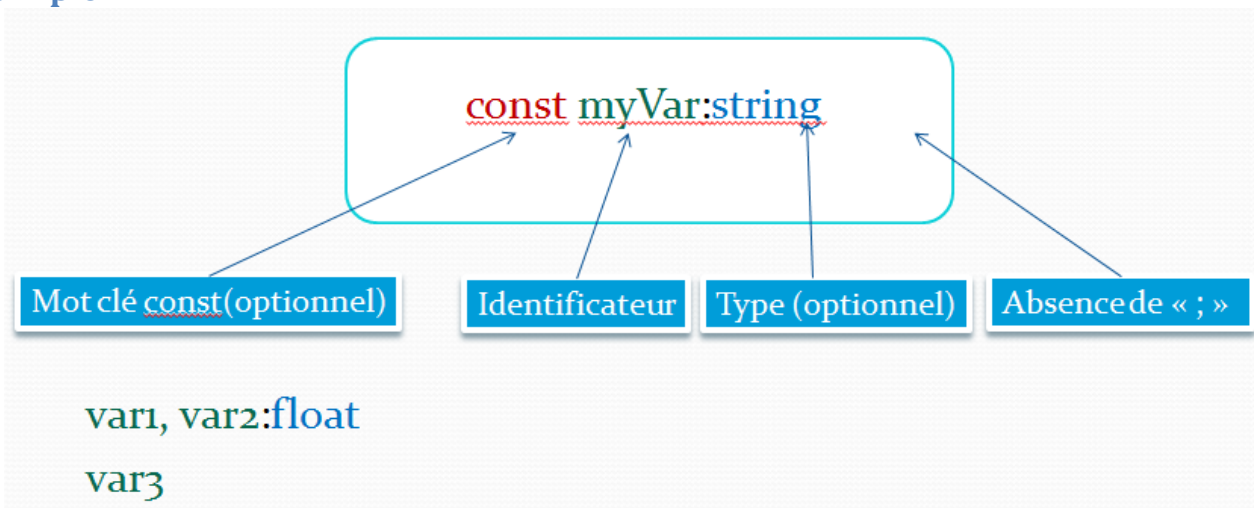 const myVar:string
Mot clé const(optionnel)
Identificateur
Type (optionnel)
Absence de « ; »
var1, var2:float
var3